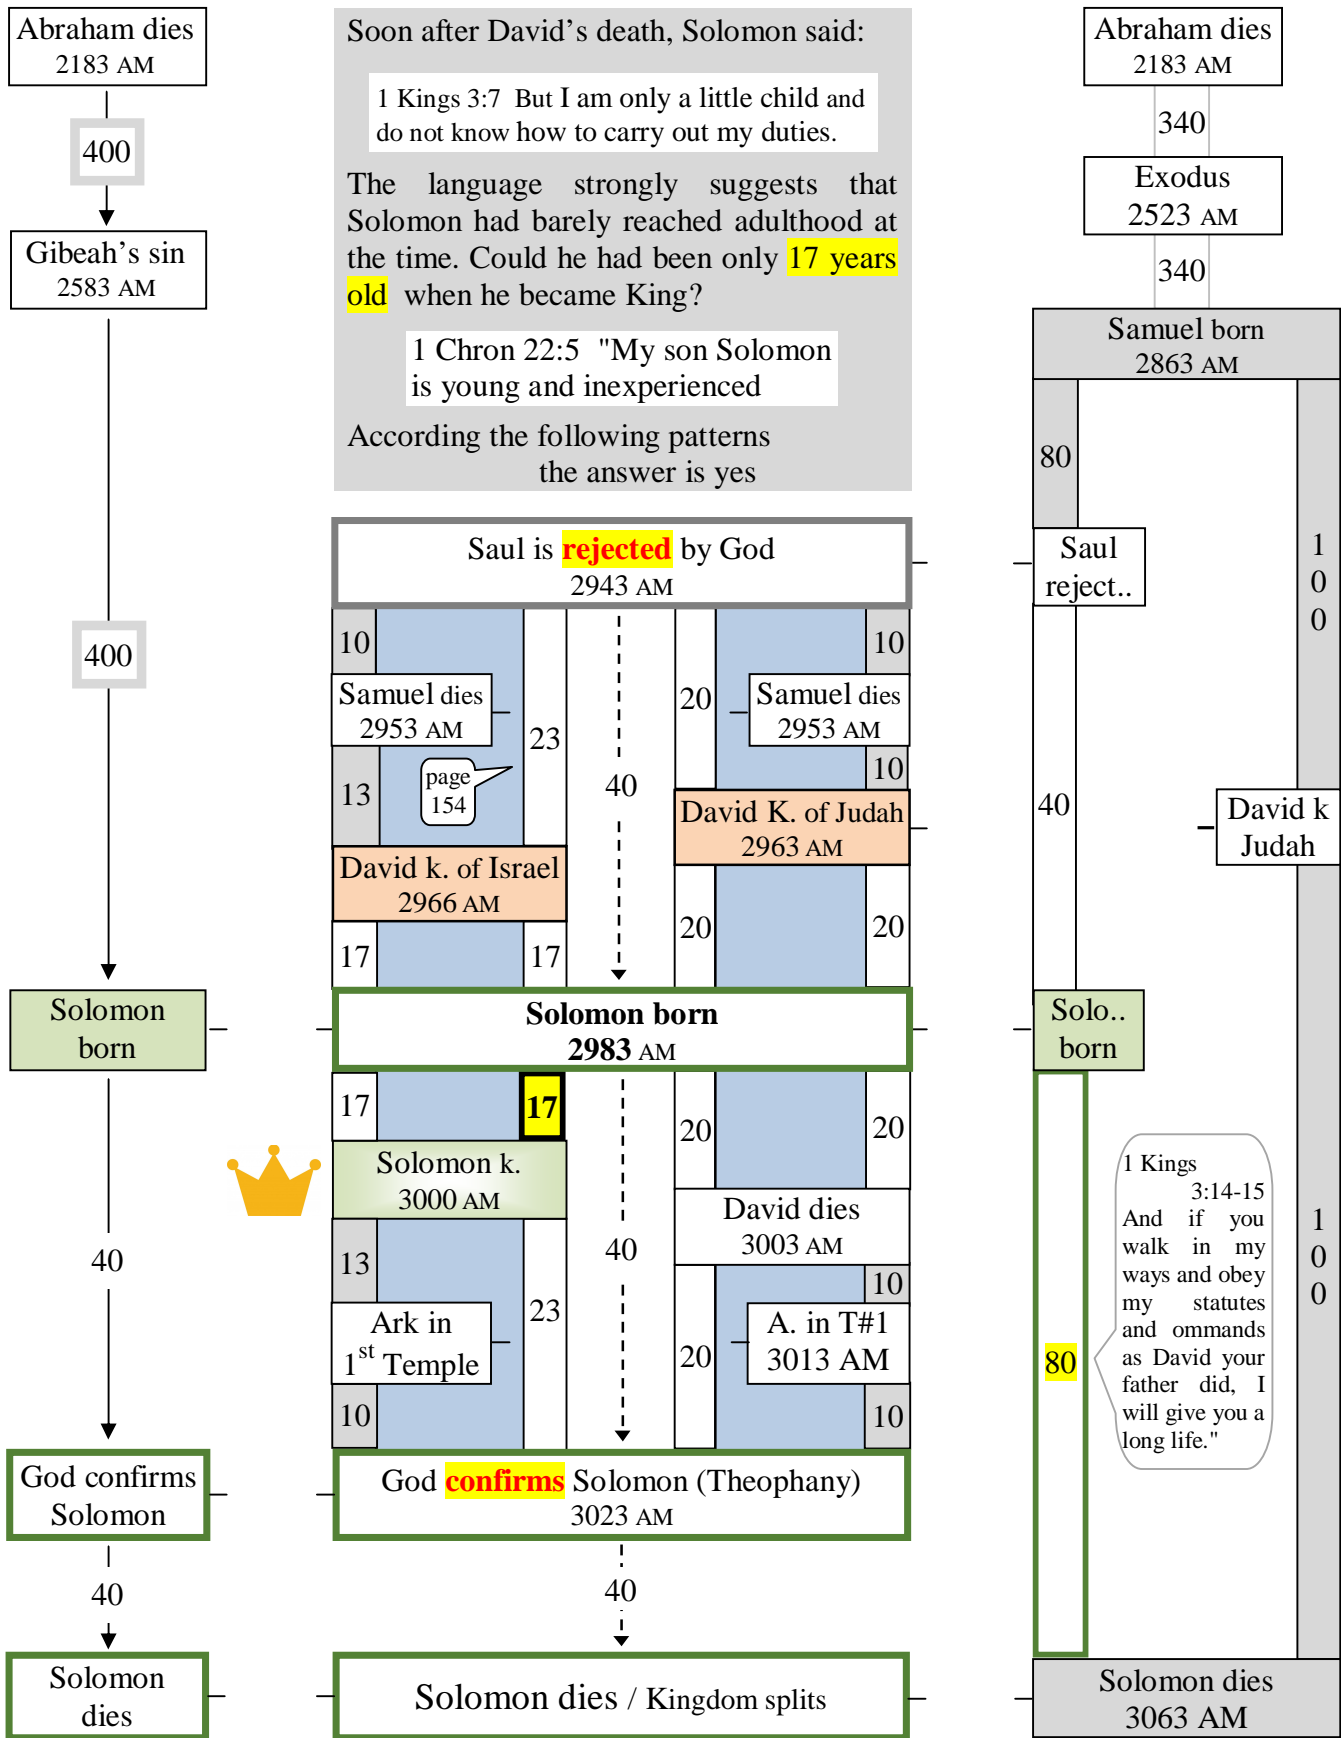 Abraham dies
2183 AM
400
Gibeah's sin
2583 AM
400
Solomon
born
40
God confirms
Solomon
40
Solomon
dies
Soon after David's death, Solomon said:
1 Kings 3:7  But I am only a little child and
do not know how to carry out my duties.
The language strongly suggests that
Solomon had barely reached adulthood at
the time. Could he had been only 17 years
old  when he became King?
1 Chron 22:5  "My son Solomon
is young and inexperienced
According the following patterns
the answer is yes
Saul is rejected by God
2943 AM
10
Samuel dies
2953 AM
13
23
page
154
David k. of Israel
2966 AM
17
17
40
20
10
Samuel dies
2953 AM
10
David K. of Judah
2963 AM
20
20
Solomon born
2983 AM
17
17
Solomon k.
3000 AM
13
23
Ark in
1st Temple
10
40
20
20
David dies
3003 AM
10
A. in T#1
3013 AM
20
10
God confirms Solomon (Theophany)
3023 AM
40
Solomon dies / Kingdom splits
Abraham dies
2183 AM
340
Exodus
2523 AM
340
Samuel born
2863 AM
80
Saul
reject..
1
0
0
40
David k
Judah
Solo..
born
80
1 Kings
3:14-15
And if you
walk in my
ways and obey
my statutes
and ommands
as David your
father did, I
will give you a
long life."
1
0
0
Solomon dies
3063 AM